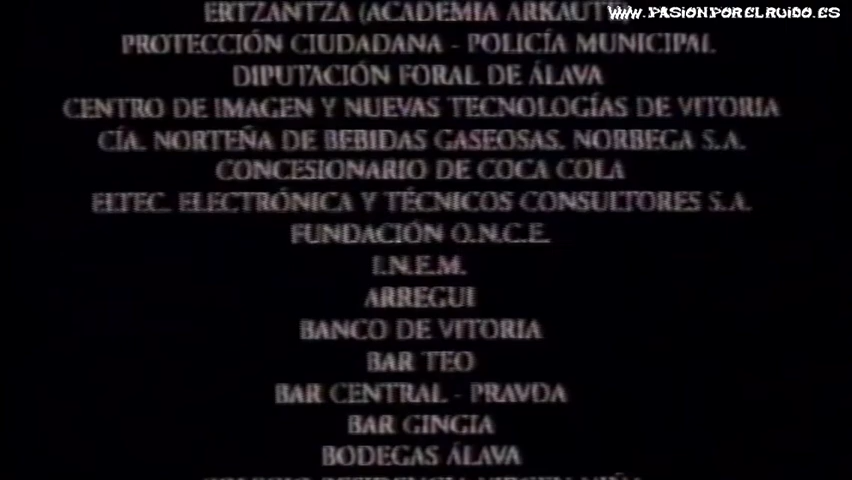 www.PASIONPORELRUIDO.ES
ERTZANTZA (ACADEMIA ARKAUTE)
PROTECCIÓN CIUDADANA - POLICÍA MUNICIPAL
DIPUTACIÓN FORAL DE ÁLAVA
CENTRO DE IMAGEN Y NUEVAS TECNOLOGÍAS DE VITORIA
CÍA. NORTEÑA DE BEBIDAS GASEOSAS. NORBEGA S.A.
CONCESIONARIO DE COCA COLA
ELTEC. ELECTRÓNICA Y TÉCNICOS CONSULTORES S.A.
FUNDACIÓN O.N.C.E.
I.N.E.M.
ARREGUI
BANCO DE VITORIA
BAR TEO
BAR CENTRAL - PRAVDA
BAR GINGIA
BODEGAS ÁLAVA